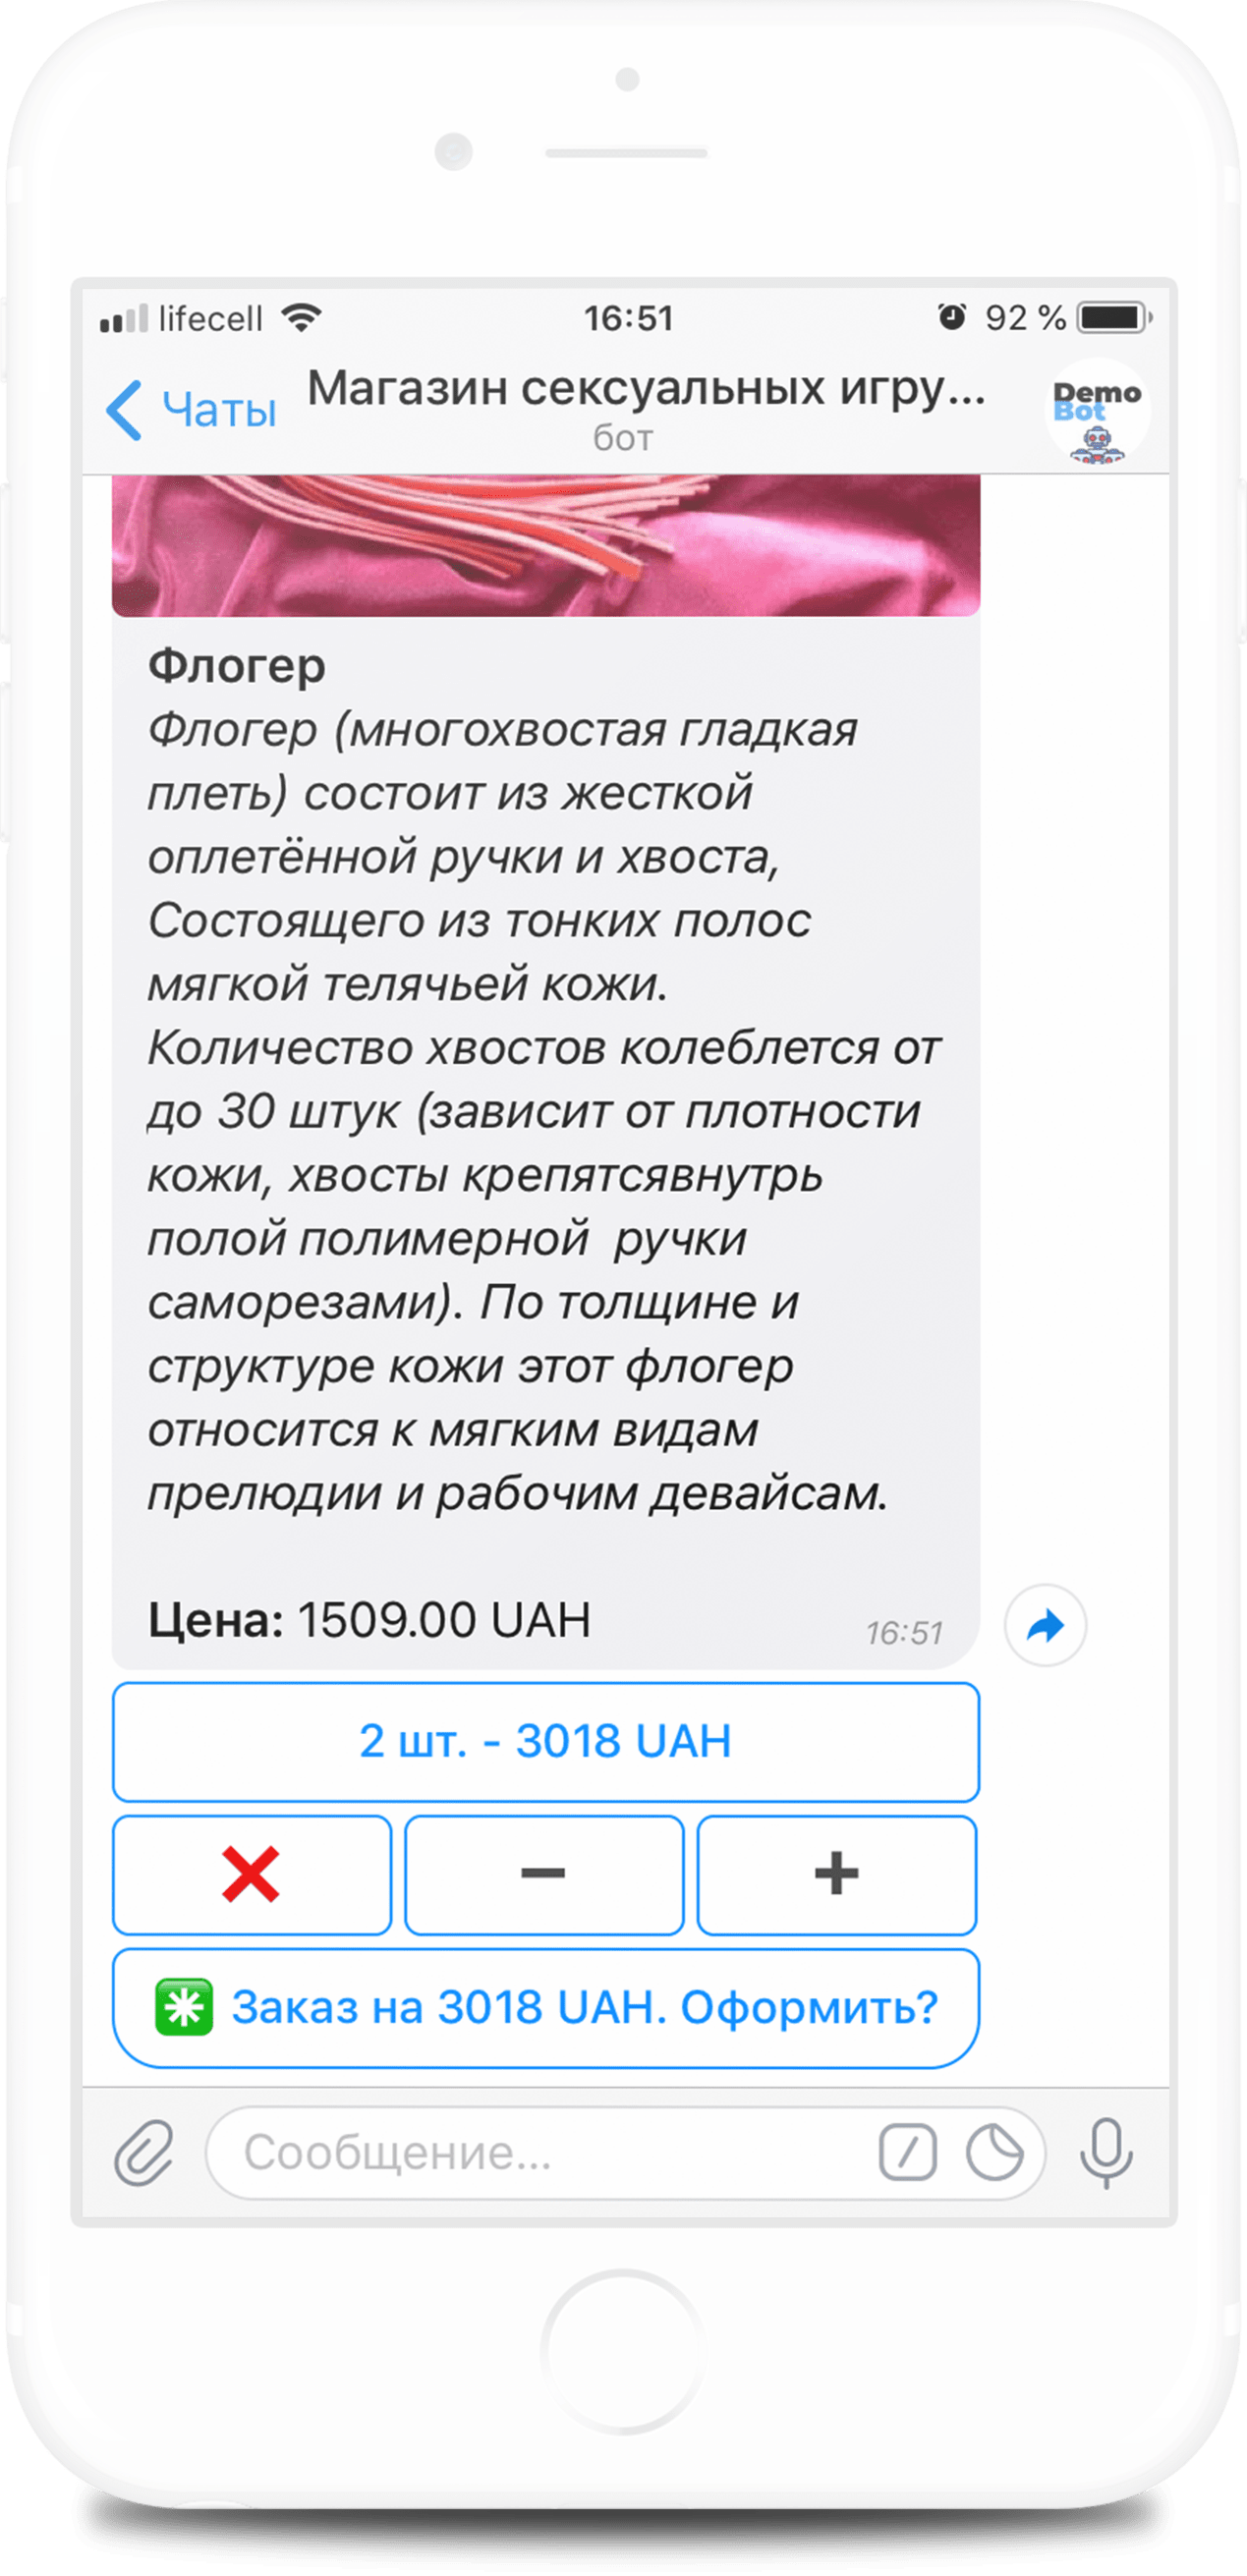 lifecell 16:51 92 %
Чаты
Магазин сексуальных игру...
бот
Demo
Bot
Флогер
Флогер (многохвостая гладкая
плеть) состоит из жесткой
оплетённой ручки и хвоста,
Состоящего из тонких полос
мягкой телячьей кожи.
Количество хвостов колеблется от
до 30 штук (зависит от плотности
кожи, хвосты крепятсявнутрь
полой полимерной  ручки
саморезами). По толщине и
структуре кожи этот флогер
относится к мягким видам
прелюдии и рабочим девайсам.
Цена: 1509.00 UAH
16:51
2 шт. - 3018 UAH
Заказ на 3018 UAH. Оформить?
Сообщение...